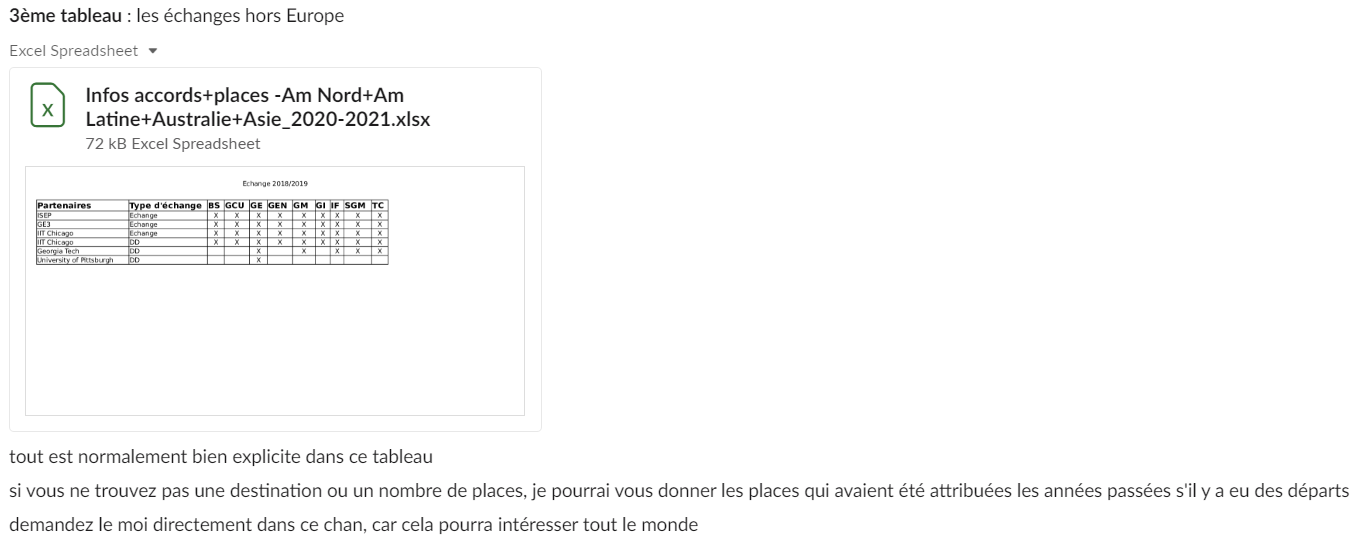 3ème tableau : les échanges hors Europe
Excel Spreadsheet
Infos accords+places -Am Nord+Am
Latine+Australie+Asie_2020-2021.xlsx
72 kB Excel Spreadsheet
Echange 2018/2019
Partenaires Type d'échange BS GCU GE GEN GM GI IF SGM TC
ISEP Echange X X X X X X X X X
GE3 Echange X X X X X X X X X
IIT Chicago Echange X X X X X X X X X
IIT Chicago DD X X X X X X X X X
Georgia Tech DD X X X X X
University of Pittsburgh DD X
tout est normalement bien explicite dans ce tableau
si vous ne trouvez pas une destination ou un nombre de places, je pourrai vous donner les places qui avaient été attribuées les années passées s'il y a eu des départs
demandez le moi directement dans ce chan, car cela pourra intéresser tout le monde